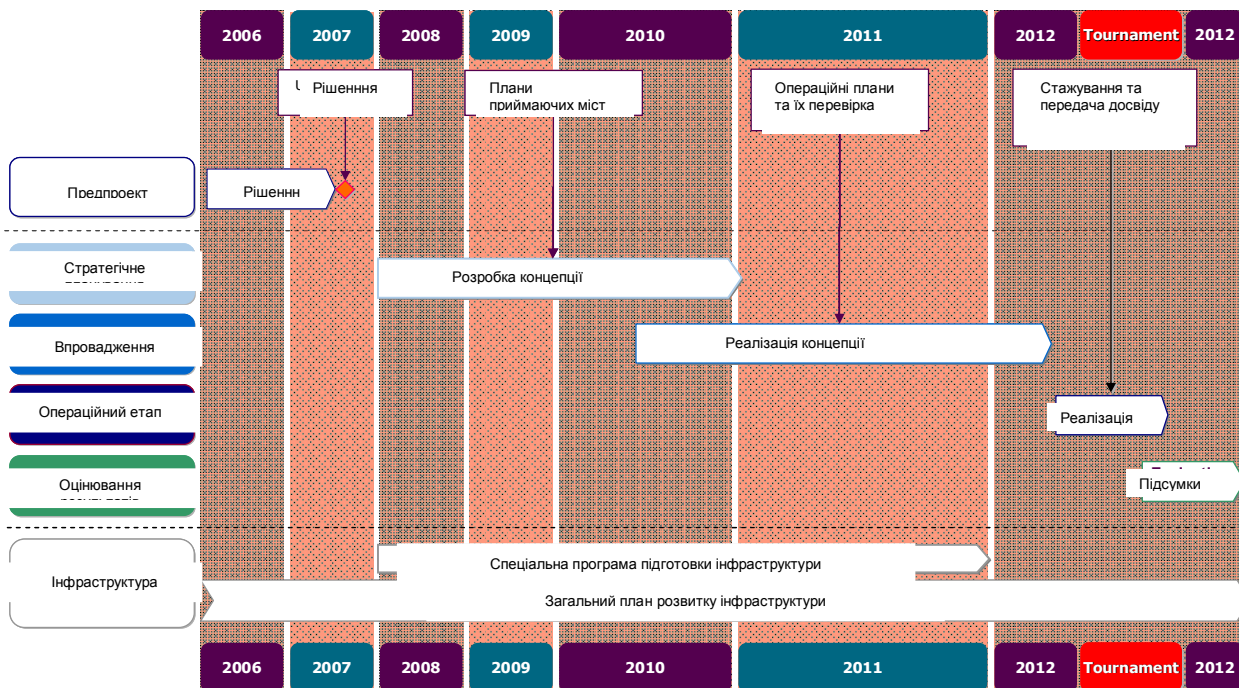 2006 2007 2008 2009 2010 2011 2012 Tournament 2012
Рішенння
Плани
приймаючих міст
Операційні плани
та їх перевірка
Стажування та
передача досвіду
Предпроект
Рішеннн
Стратегічне
Розробка концепції
Впровадження
Реалізація концепції
Операційний етап
Реалізація
Оцінювання
Підсумки
Інфраструктура
Спеціальна програма підготовки інфраструктури
Загальний план розвитку інфраструктури
2006 2007 2008 2009 2010 2011 2012 Tournament 2012